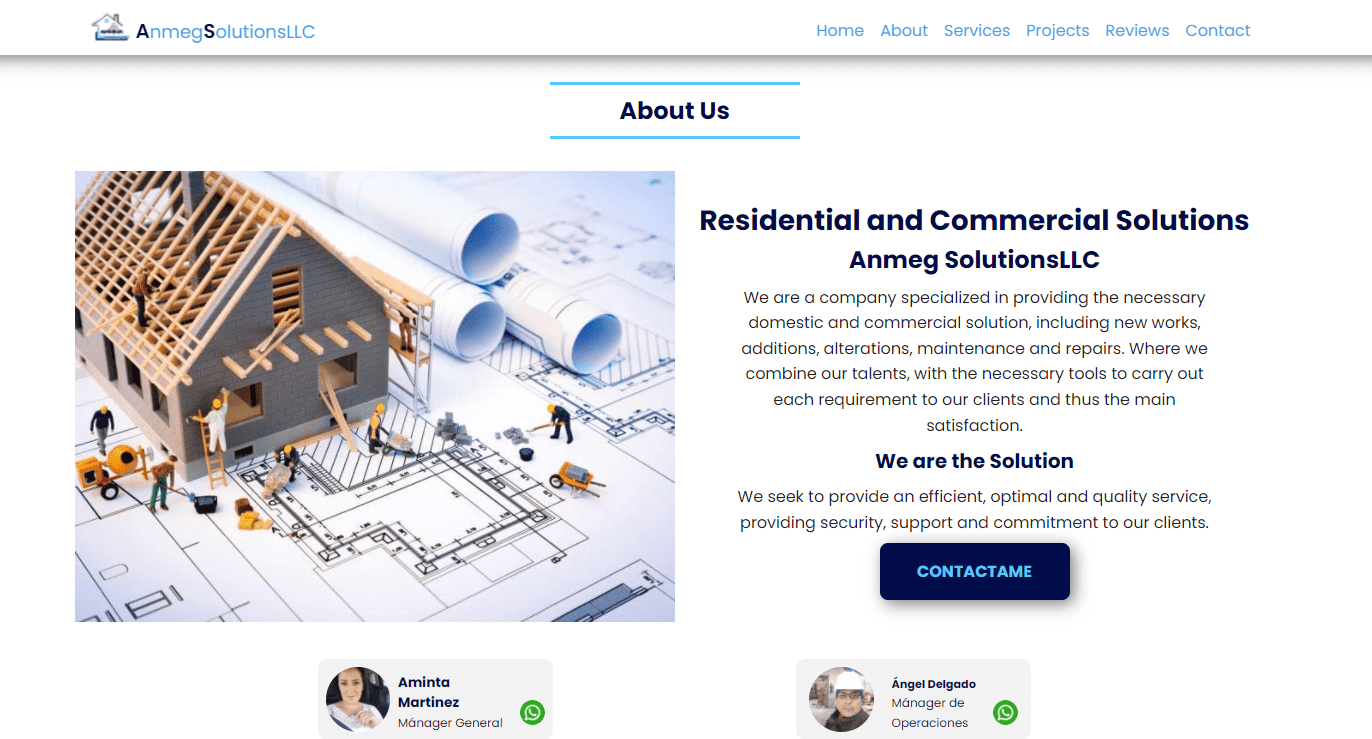 AnmegSolutionsLLC
Home About Services Projects Reviews Contact
About Us
Residential and Commercial Solutions
Anmeg SolutionsLLC
We are a company specialized in providing the necessary
domestic and commercial solution, including new works,
additions, alterations, maintenance and repairs. Where we
combine our talents, with the necessary tools to carry out
each requirement to our clients and thus the main
satisfaction.
We are the Solution
We seek to provide an efficient, optimal and quality service,
providing security, support and commitment to our clients.
CONTACTAME
Aminta
Martinez
Mánager General
Ángel Delgado
Mánager de
Operaciones